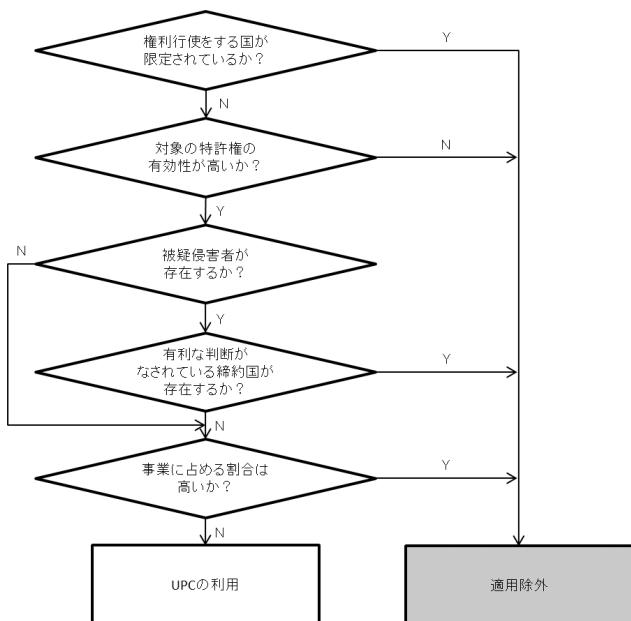 権利行使をする国が
限定されているか？
Y
N
対象の特許権の
有効性が高いか？
N
Y
N
被疑侵害者が
存在するか？
Y
有利な判断が
なされている締約国が
存在するか？
Y
N
事業に占める割合は
高いか？
Y
N
UPCの利用
適用除外